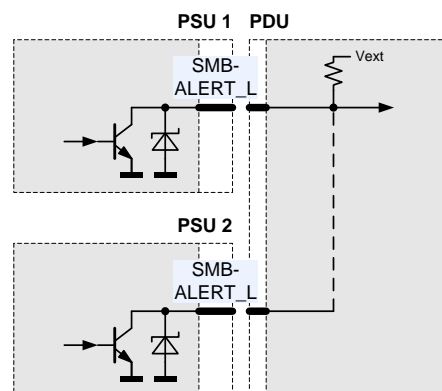 PSU 1 PDU
SMB-
ALERT_L
Vext
PSU 2
SMB-
ALERT_L